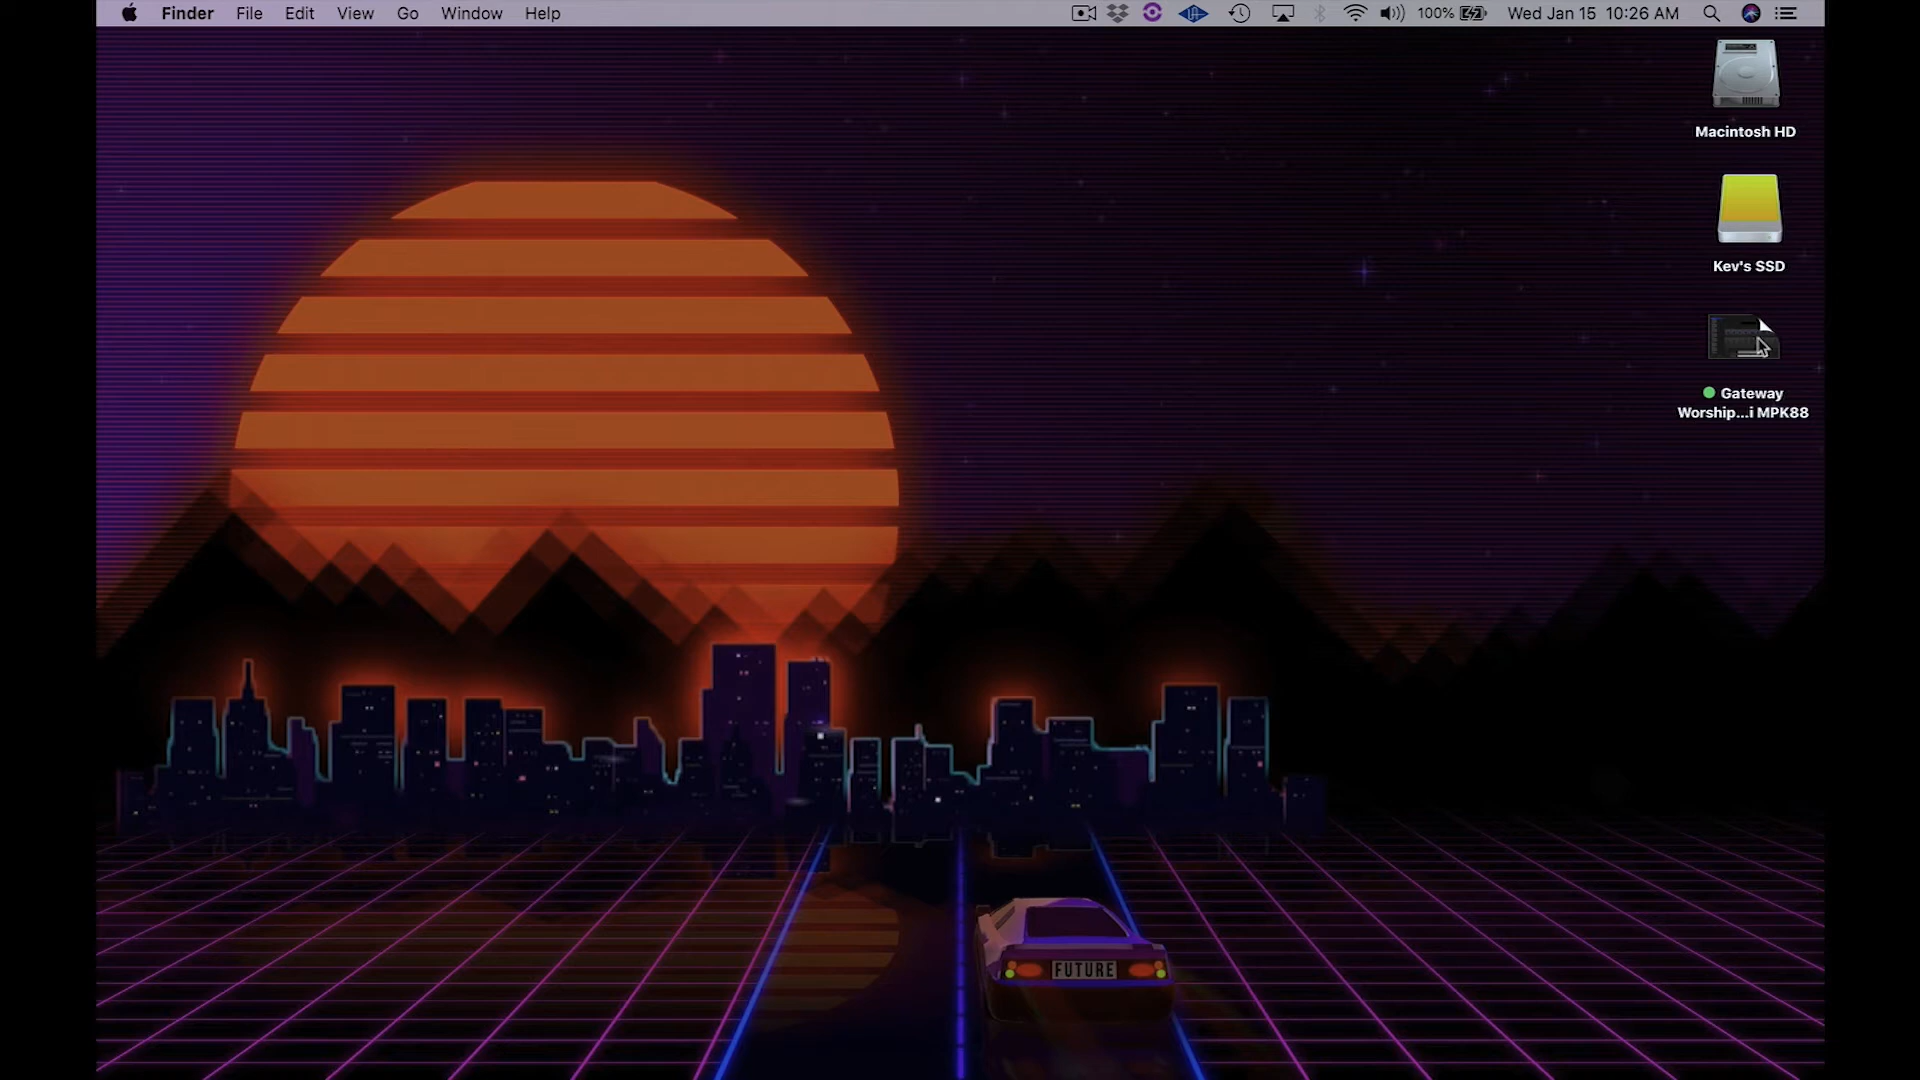 Finder File Edit View Go Window Help 100% Wed Jan 15 10:26 AM
Macintosh HD
Kev's SSD
Gateway
Worship...i MPK88
FUTURE